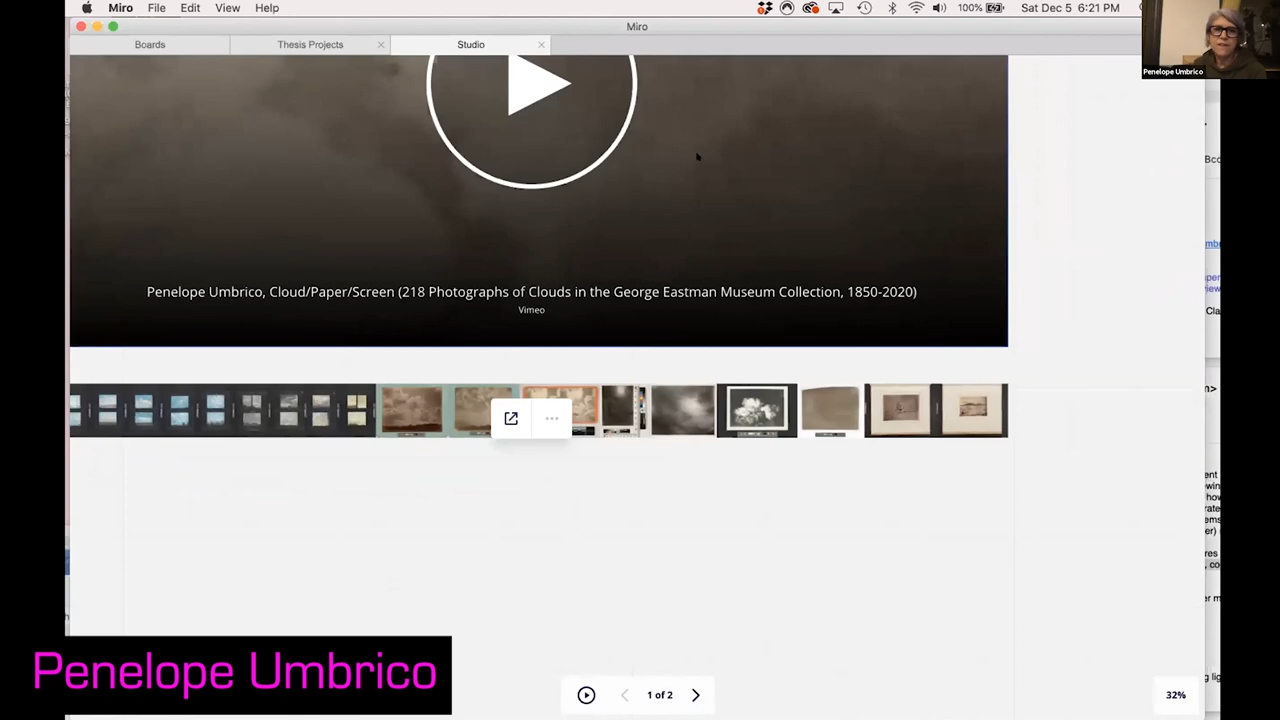 Miro File Edit View Help 100% Sat Dec 5 6:21 PM
Miro
Boards Thesis Projects Studio
Penelope Umbrico
Penelope Umbrico, Cloud/Paper/Screen (218 Photographs of Clouds in the George Eastman Museum Collection, 1850-2020)
Vimeo
Penelope Umbrico
1 of 2
32%